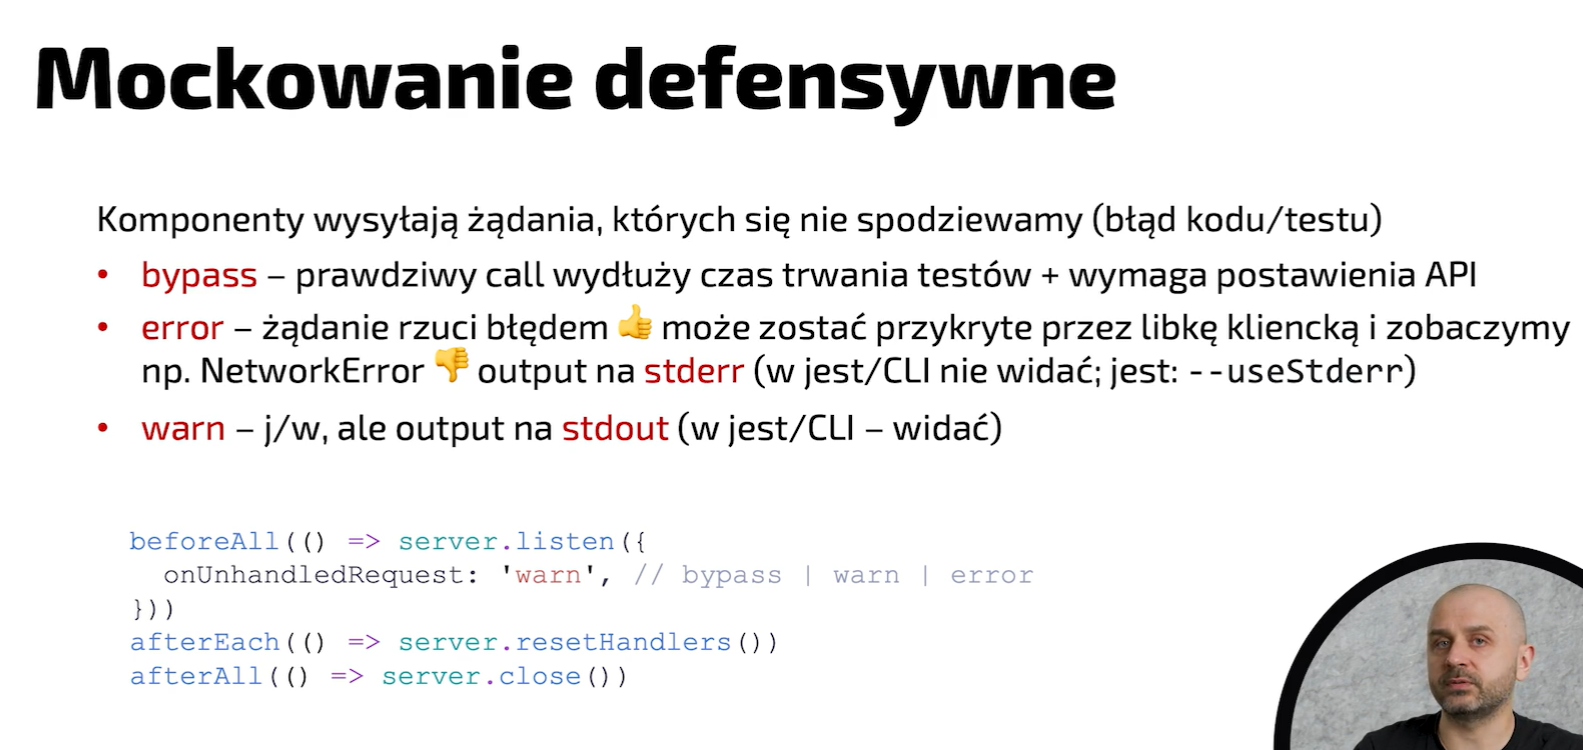 Mockowanie defensywne
Komponenty wysyłają żądania, których się nie spodziewamy (błąd kodu/testu)
• bypass – prawdziwy call wydłuży czas trwania testów + wymaga postawienia API
• error – żądanie rzuci błędem 👍 może zostać przykryte przez libkę kliencką i zobaczymy
np. NetworkError 👎 output na stderr (w jest/CLI nie widać; jest: --useStderr)
• warn – j/w, ale output na stdout (w jest/CLI – widać)
beforeAll(() => server.listen({
  onUnhandledRequest: 'warn', // bypass | warn | error
}))
afterEach(() => server.resetHandlers())
afterAll(() => server.close())